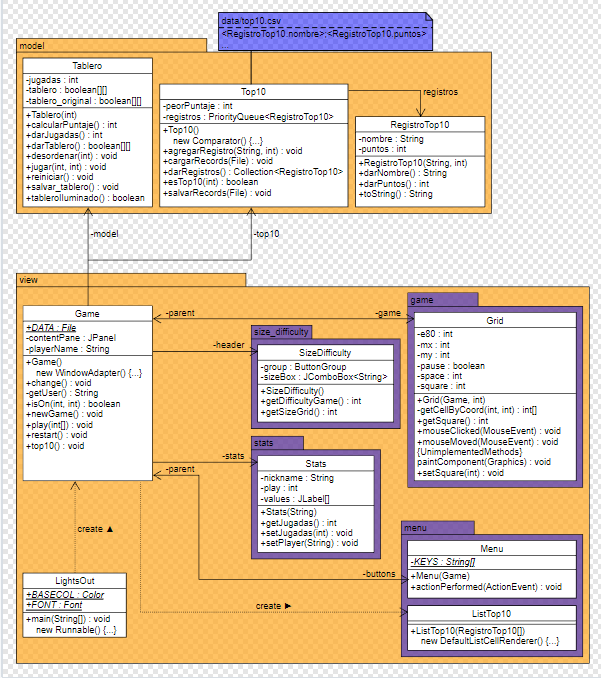 data/top10.csv
<RegistroTop10.nombre>;<RegistroTop10.puntos>
...
model
Tablero
-jugadas : int
-tablero : boolean[][]
-tablero_original : boolean[][]
+Tablero(int)
+calcularPuntaje() : int
+darJugadas() : int
+darTablero() : boolean[][]
+desordenar(int) : void
+jugar(int, int) : void
+reiniciar() : void
+salvar_tablero() : void
+tableroIluminado() : boolean
Top10
-peorPuntaje : int
-registros : PriorityQueue<RegistroTop10>
+Top10()
new Comparator() {...}
+agregarRegistro(String, int) : void
+cargarRecords(File) : void
+darRegistros() : Collection<RegistroTop10>
+esTop10(int) : boolean
+salvarRecords(File) : void
registros
RegistroTop10
-nombre : String
-puntos : int
+RegistroTop10(String, int)
+darNombre() : String
+darPuntos() : int
+toString() : String
-model
-top10
view
Game
+DATA : File
-contentPane : JPanel
-playerName : String
+Game()
new WindowAdapter() {...}
+change() : void
-getUser() : String
+isOn(int, int) : boolean
+newGame() : void
+play(int[]) : void
+restart() : void
+top10() : void
-parent
-game
-header
size_difficulty
SizeDifficulty
-group : ButtonGroup
-sizeBox : JComboBox<String>
+SizeDifficulty()
+getDifficultyGame() : int
+getSizeGrid() : int
game
Grid
-e80 : int
-mx : int
-my : int
-pause : boolean
-space : int
-square : int
+Grid(Game, int)
-getCellByCoord(int, int) : int[]
+getSquare() : int
+mouseClicked(MouseEvent) : void
+mouseMoved(MouseEvent) : void
{UnimplementedMethods}
paintComponent(Graphics) : void
+setSquare(int) : void
stats
-stats
-parent
Stats
-nickname : String
-play : int
-values : JLabel[]
+Stats(String)
+getJugadas() : int
+setJugadas(int) : void
+setPlayer(String) : void
create ▲
LightsOut
+BASECOL : Color
+FONT : Font
+main(String[]) : void
new Runnable() {...}
-buttons
create ►
menu
Menu
-KEYS : String[]
+Menu(Game)
+actionPerformed(ActionEvent) : void
ListTop10
+ListTop10(RegistroTop10[])
new DefaultListCellRenderer() {...}